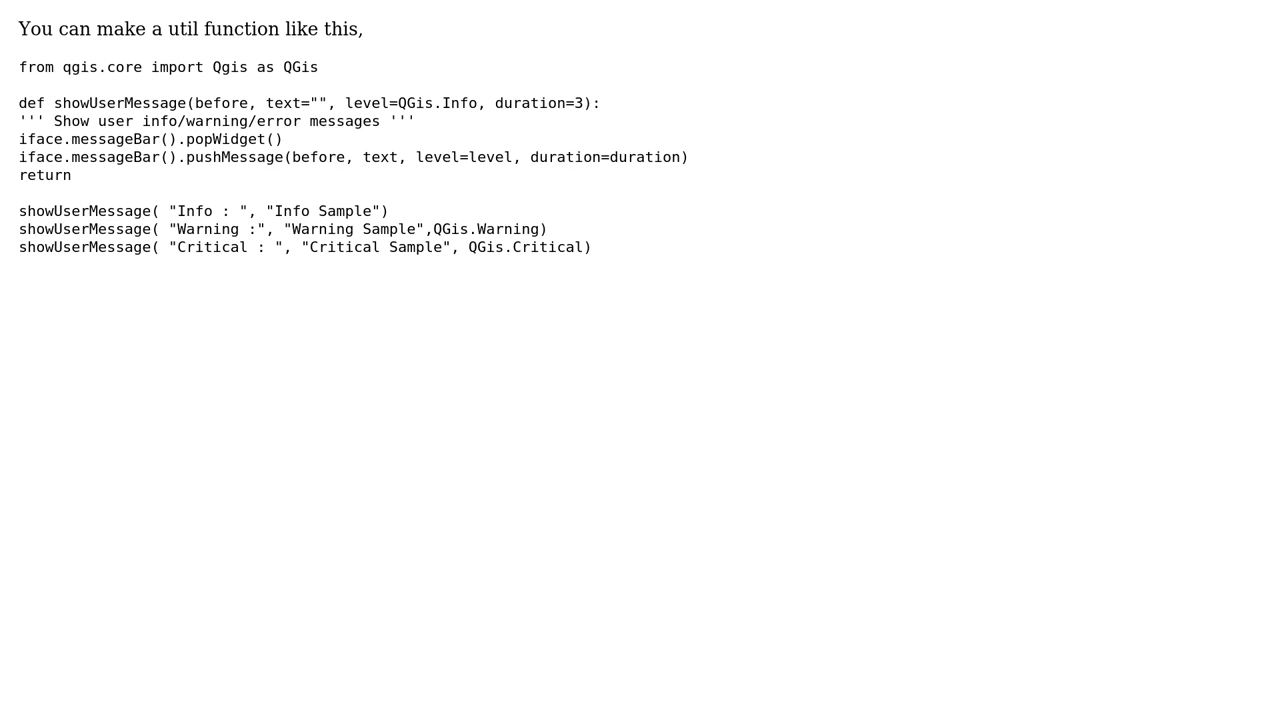 You can make a util function like this,
from qgis.core import Qgis as QGis
def showUserMessage(before, text="", level=QGis.Info, duration=3):
''' Show user info/warning/error messages '''
iface.messageBar().popWidget()
iface.messageBar().pushMessage(before, text, level=level, duration=duration)
return
showUserMessage( "Info : ", "Info Sample")
showUserMessage( "Warning :", "Warning Sample",QGis.Warning)
showUserMessage( "Critical : ", "Critical Sample", QGis.Critical)